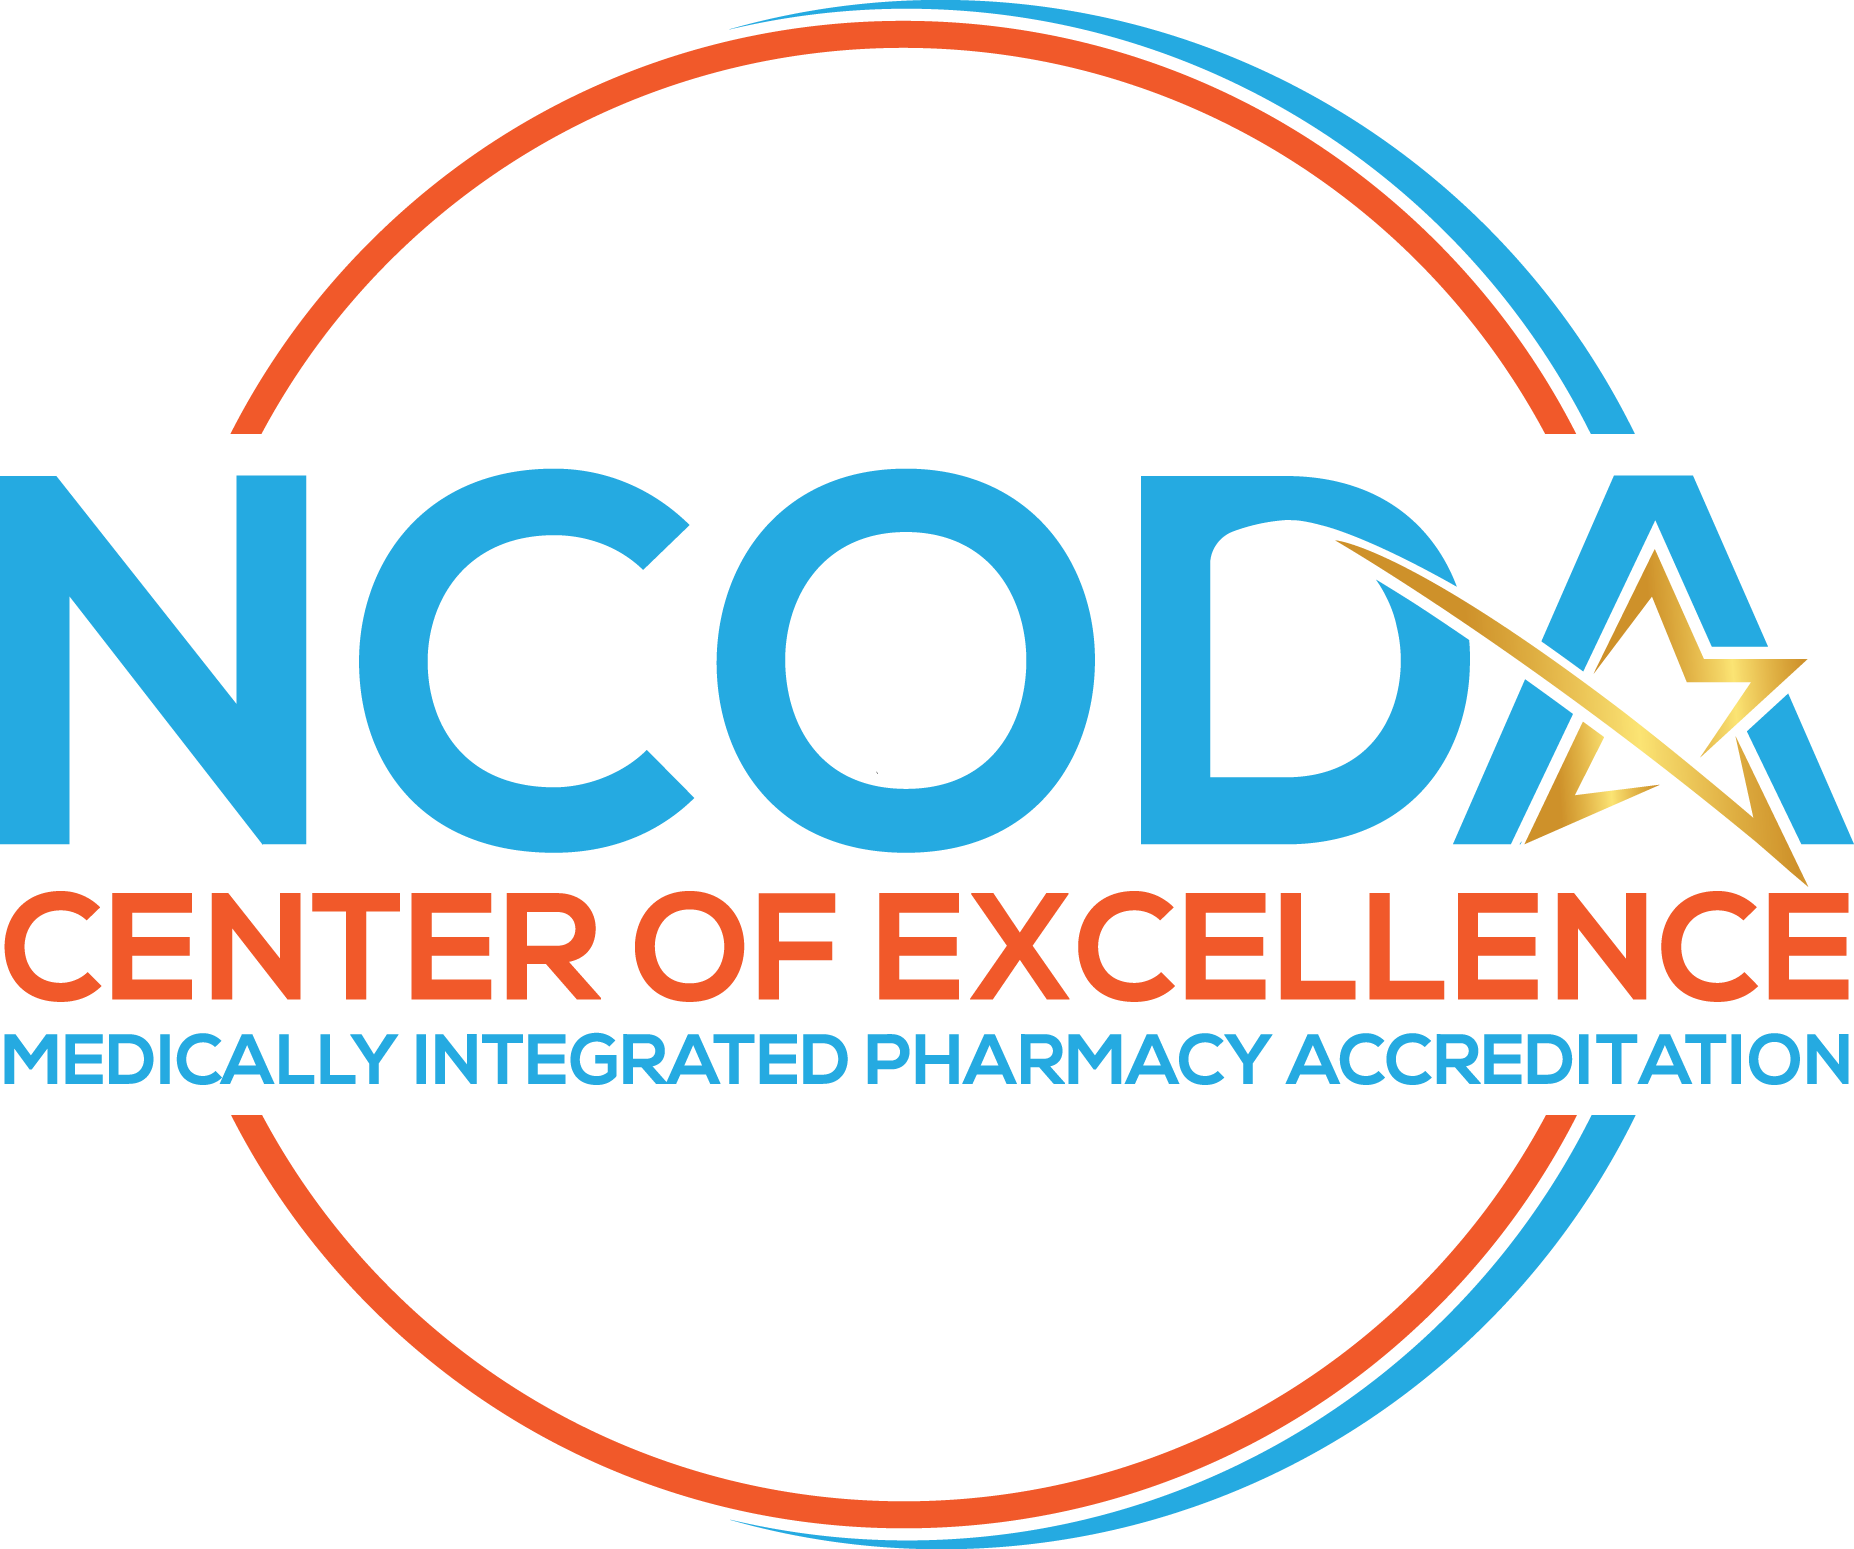 NCODA
CENTER OF EXCELLENCE
MEDICALLY INTEGRATED PHARMACY ACCREDITATION